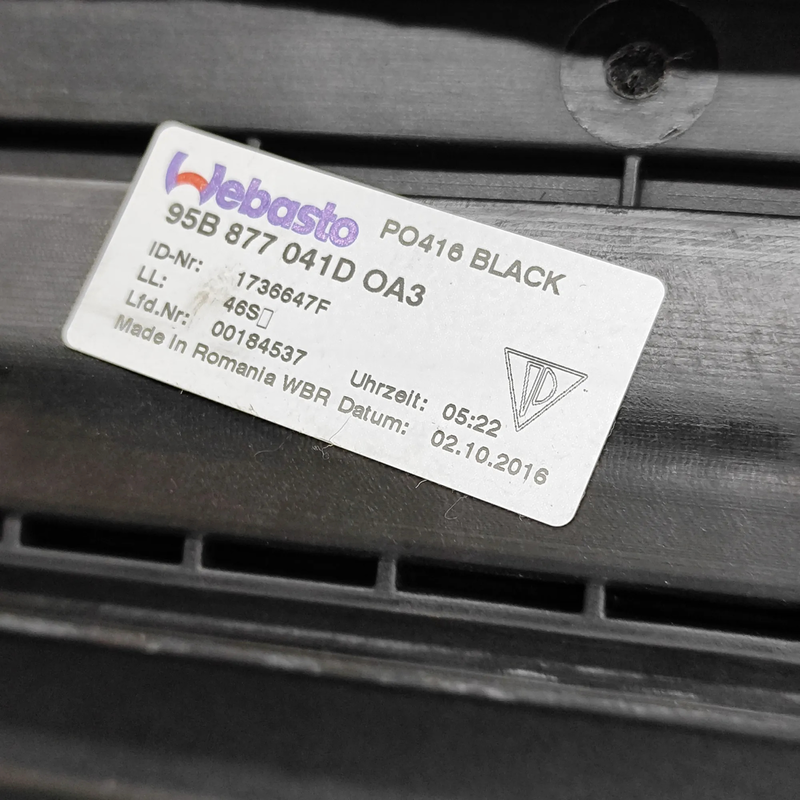 Webasto PO416 BLACK
95B 877 041D OA3
ID-Nr: 1736647F
LL: 46S▯
Lfd.Nr: 00184537 Uhrzeit: 05:22
Made in Romania WBR Datum: 02.10.2016